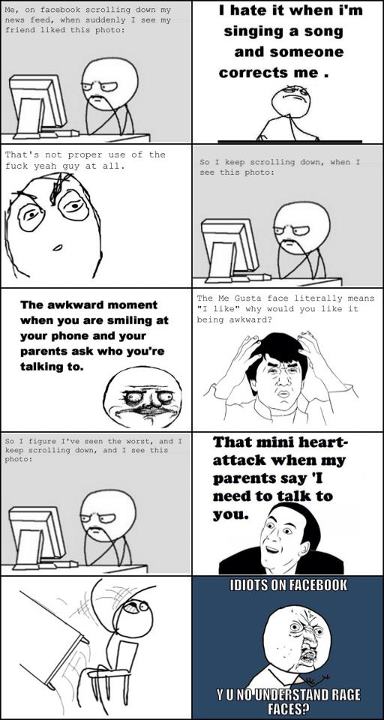 Me, on facebook scrolling down my
news feed, when suddenly I see my
friend liked this photo:
I hate it when i'm
singing a song
and someone
corrects me .
That's not proper use of the
fuck yeah guy at all.
So I keep scrolling down, when I
see this photo:
The awkward moment
when you are smiling at
your phone and your
parents ask who you're
talking to.
The Me Gusta face literally means
"I like" why would you like it
being awkward?
So I figure I've seen the worst, and I
keep scrolling down, and I see this
photo:
That mini heart-
attack when my
parents say 'I
need to talk to
you.
IDIOTS ON FACEBOOK
Y U NO UNDERSTAND RAGE
FACES?